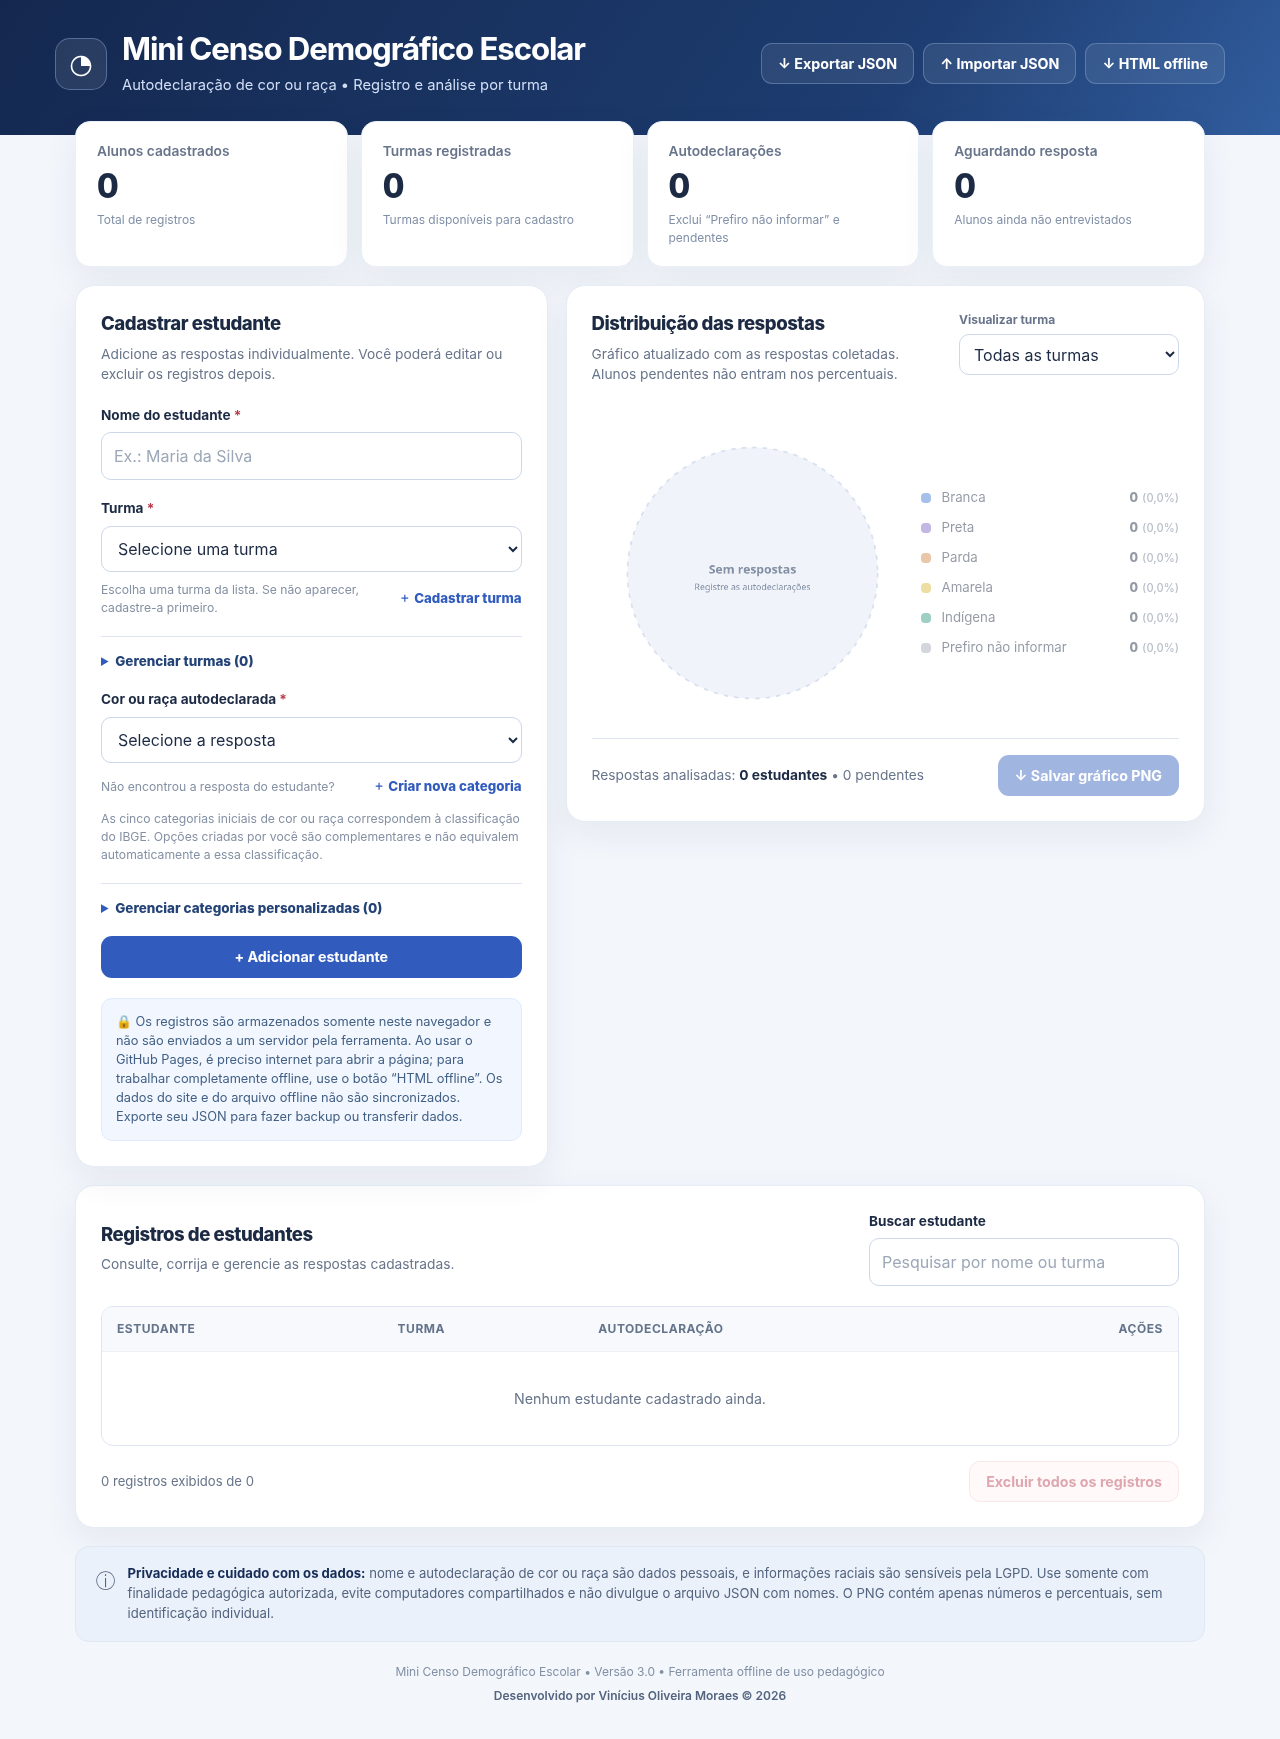 Mini Censo Demográfico Escolar
Autodeclaração de cor ou raça • Registro e análise por turma
↓ Exportar JSON
↑ Importar JSON
↓ HTML offline
Alunos cadastrados
0
Total de registros
Turmas registradas
0
Turmas disponíveis para cadastro
Autodeclarações
0
Exclui “Prefiro não informar” e
pendentes
Aguardando resposta
0
Alunos ainda não entrevistados
Cadastrar estudante
Adicione as respostas individualmente. Você poderá editar ou
excluir os registros depois.
Nome do estudante *
Ex.: Maria da Silva
Turma *
Selecione uma turma
Escolha uma turma da lista. Se não aparecer,
cadastre-a primeiro.
+ Cadastrar turma
Gerenciar turmas (0)
Cor ou raça autodeclarada *
Selecione a resposta
Não encontrou a resposta do estudante?
+ Criar nova categoria
As cinco categorias iniciais de cor ou raça correspondem à classificação
do IBGE. Opções criadas por você são complementares e não equivalem
automaticamente a essa classificação.
Gerenciar categorias personalizadas (0)
+ Adicionar estudante
🔒 Os registros são armazenados somente neste navegador e
não são enviados a um servidor pela ferramenta. Ao usar o
GitHub Pages, é preciso internet para abrir a página; para
trabalhar completamente offline, use o botão “HTML offline”. Os
dados do site e do arquivo offline não são sincronizados.
Exporte seu JSON para fazer backup ou transferir dados.
Distribuição das respostas
Gráfico atualizado com as respostas coletadas.
Alunos pendentes não entram nos percentuais.
Visualizar turma
Todas as turmas
Sem respostas
Registre as autodeclarações
Branca 0 (0,0%)
Preta 0 (0,0%)
Parda 0 (0,0%)
Amarela 0 (0,0%)
Indígena 0 (0,0%)
Prefiro não informar 0 (0,0%)
Respostas analisadas: 0 estudantes • 0 pendentes
↓ Salvar gráfico PNG
Registros de estudantes
Consulte, corrija e gerencie as respostas cadastradas.
Buscar estudante
Pesquisar por nome ou turma
ESTUDANTE TURMA AUTODECLARAÇÃO AÇÕES
Nenhum estudante cadastrado ainda.
0 registros exibidos de 0
Excluir todos os registros
Privacidade e cuidado com os dados: nome e autodeclaração de cor ou raça são dados pessoais, e informações raciais são sensíveis pela LGPD. Use somente com
finalidade pedagógica autorizada, evite computadores compartilhados e não divulgue o arquivo JSON com nomes. O PNG contém apenas números e percentuais, sem
identificação individual.
Mini Censo Demográfico Escolar • Versão 3.0 • Ferramenta offline de uso pedagógico
Desenvolvido por Vinícius Oliveira Moraes © 2026